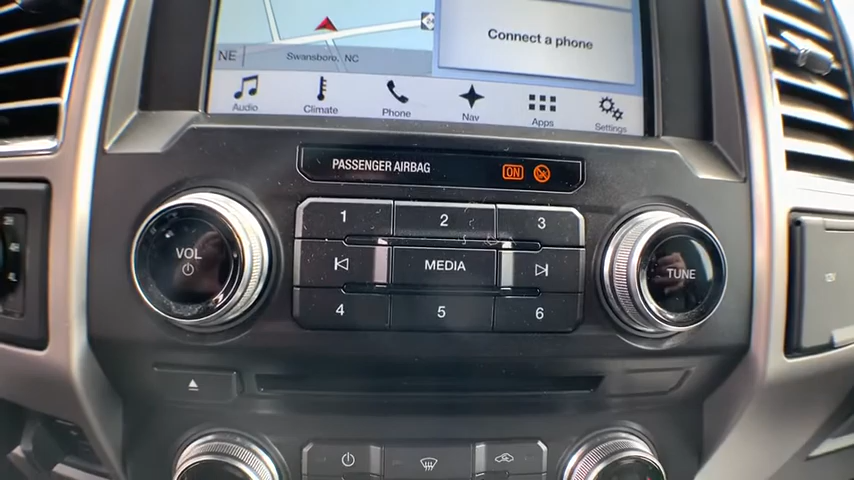 Connect a phone
NE
Swansboro, NC
Audio
Climate
Phone
Nav
Apps
Settings
PASSENGER AIRBAG ON
1 2 3
VOL
MEDIA
TUNE
4 5 6